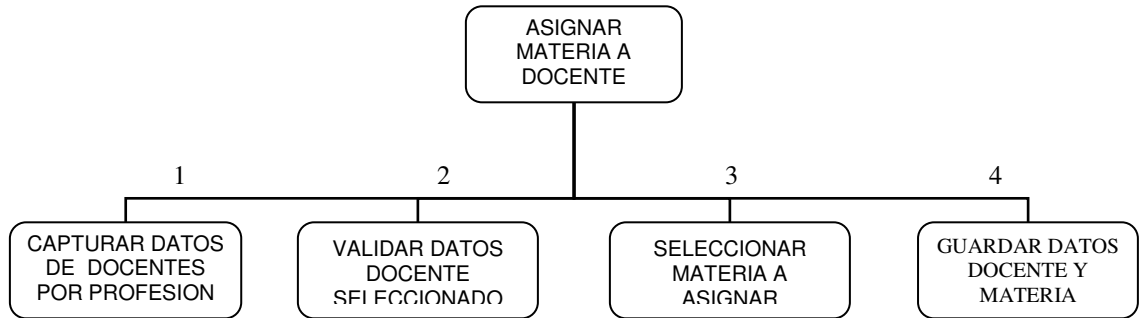 ASIGNAR
MATERIA A
DOCENTE
1
2
3
4
CAPTURAR DATOS
DE DOCENTES
POR PROFESION
VALIDAR DATOS
DOCENTE
SELECCIONADO
SELECCIONAR
MATERIA A
ASIGNAR
GUARDAR DATOS
DOCENTE Y
MATERIA